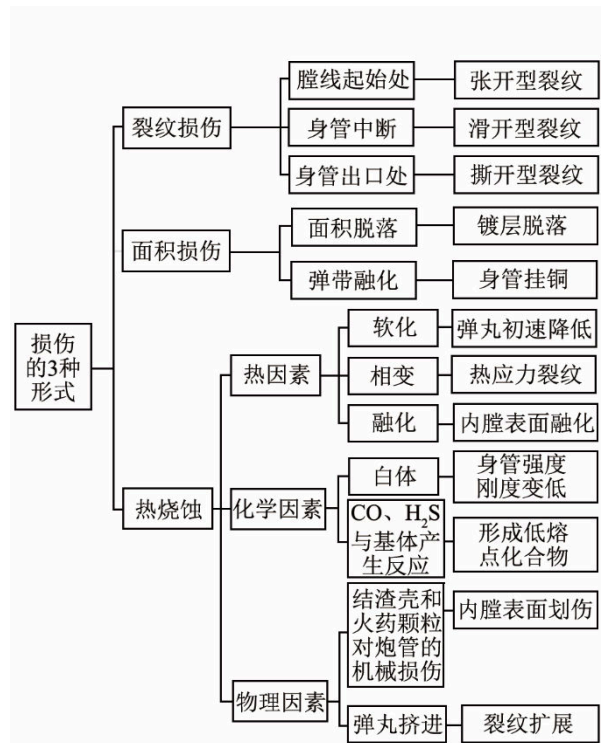 损伤
的3种
形式
裂纹损伤
膛线起始处
张开型裂纹
身管中断
滑开型裂纹
身管出口处
撕开型裂纹
面积损伤
面积脱落
镀层脱落
弹带融化
身管挂铜
热烧蚀
热因素
软化
弹丸初速降低
相变
热应力裂纹
融化
内膛表面融化
化学因素
白体
身管强度
刚度变低
CO、H₂S
与基体产
生反应
形成低熔
点化合物
物理因素
结渣壳和
火药颗粒
对炮管的
机械损伤
内膛表面划伤
弹丸挤进
裂纹扩展